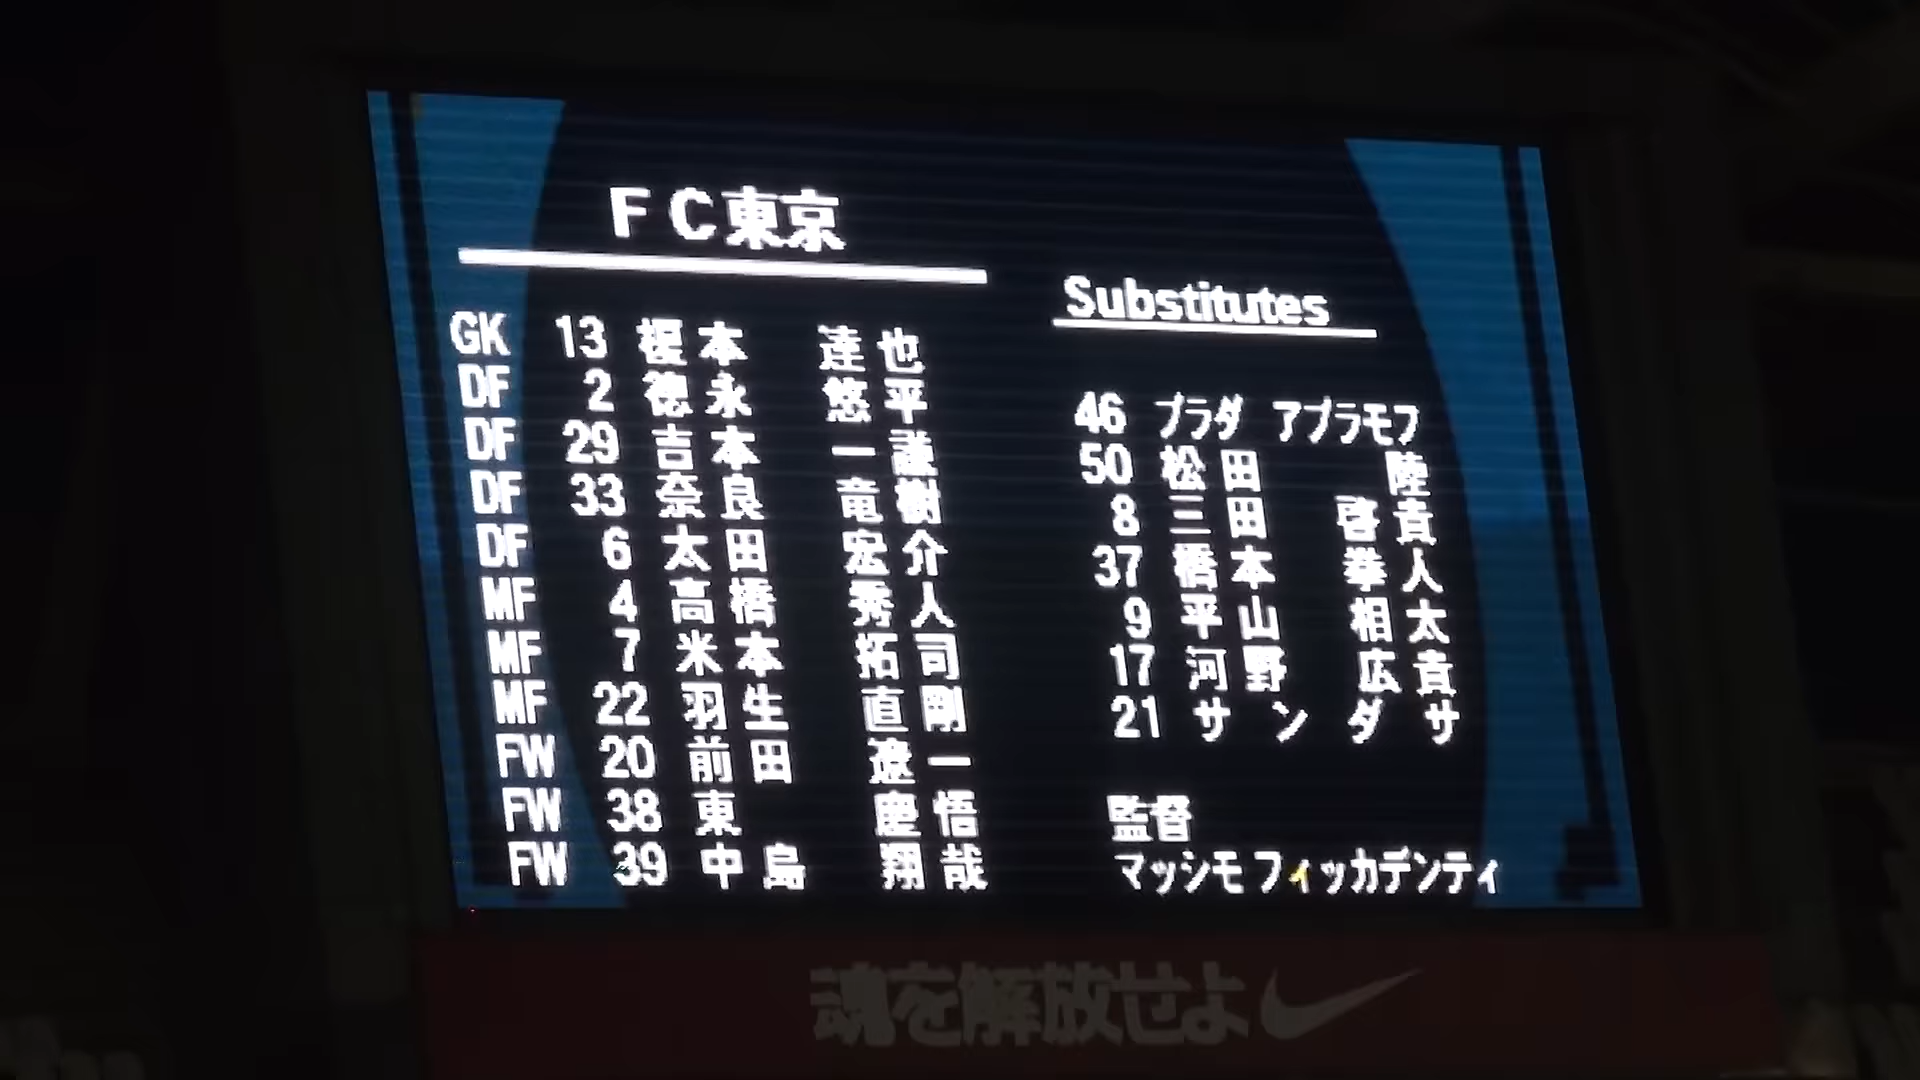 FC東京
GK 13 榎本 達也
DF 2 徳永 悠平
DF 29 吉本 一謙
DF 33 奈良 竜樹
DF 6 太田 宏介
MF 4 高橋 秀人
MF 7 米本 拓司
MF 22 羽生 直剛
FW 20 前田 遼一
FW 38 東 慶悟
FW 39 中島 翔哉
Substitutes
46 ブラダ アブラモフ
50 松田 陸
8 三田 啓貴
37 橋本 拳人
9 平山 相太
17 河野 広貴
21 サンダサ
監督
マッシモ フィッカデンティ
魂を解放せよ